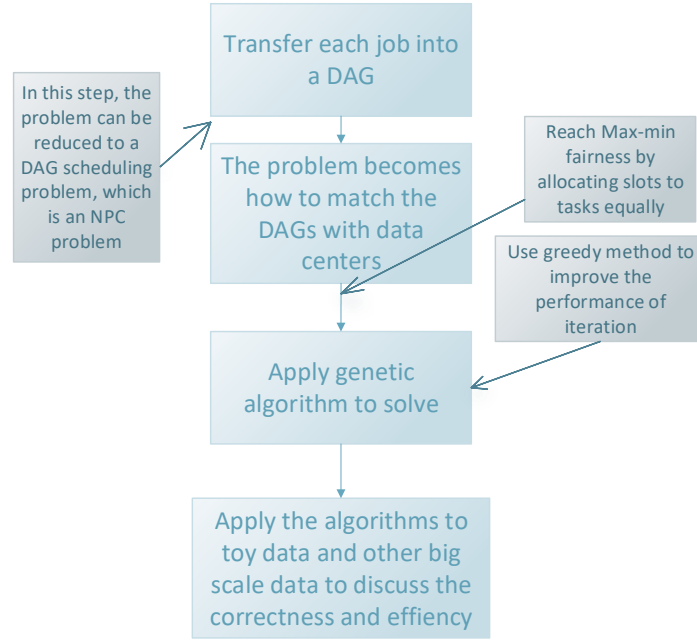 Transfer each job into
a DAG
In this step, the
problem can be
reduced to a
DAG scheduling
problem, which
is an NPC
problem
The problem becomes
how to match the
DAGs with data
centers
Reach Max-min
fairness by
allocating slots to
tasks equally
Use greedy method to
improve the
performance of
iteration
Apply genetic
algorithm to solve
Apply the algorithms to
toy data and other big
scale data to discuss the
correctness and effiency